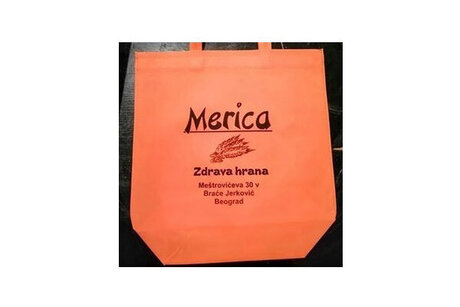 Merica
Zdrava hrana
Meštrovićeva 30 v
Braće Jerković
Beograd